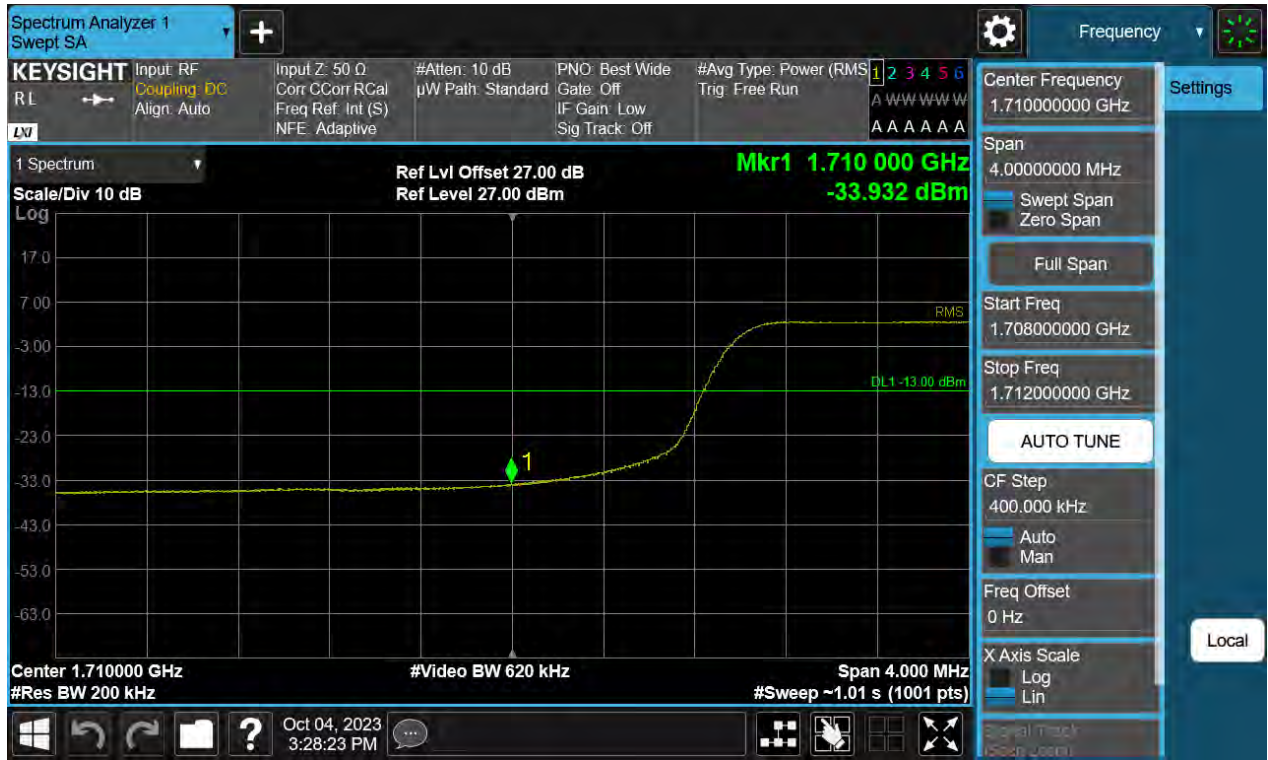 Spectrum Analyzer 1
Swept SA
Frequency
KEYSIGHT
RL
LXI
Input: RF
Coupling: DC
Align: Auto
Input Z: 50 Ω
Corr CCorr RCal
Freq Ref: Int (S)
NFE: Adaptive
#Atten: 10 dB
µW Path: Standard
PNO: Best Wide
Gate: Off
IF Gain: Low
Sig Track: Off
#Avg Type: Power (RMS
Trig: Free Run
1 2 3 4 5 6
A W W W W W
A A A A A A
1 Spectrum
Scale/Div 10 dB
Log
Ref Lvl Offset 27.00 dB
Ref Level 27.00 dBm
Mkr1 1.710 000 GHz
-33.932 dBm
17.0
7.00
-3.00
-13.0
-23.0
-33.0
-43.0
-53.0
-63.0
RMS
DL1 -13.00 dBm
1
Center 1.710000 GHz
#Res BW 200 kHz
#Video BW 620 kHz
Span 4.000 MHz
#Sweep ~1.01 s (1001 pts)
Center Frequency
1.710000000 GHz
Settings
Span
4.00000000 MHz
Swept Span
Zero Span
Full Span
Start Freq
1.708000000 GHz
Stop Freq
1.712000000 GHz
AUTO TUNE
CF Step
400.000 kHz
Auto
Man
Freq Offset
0 Hz
X Axis Scale
Log
Lin
Signal Track
(Span Zoom)
Local
?
Oct 04, 2023
3:28:23 PM